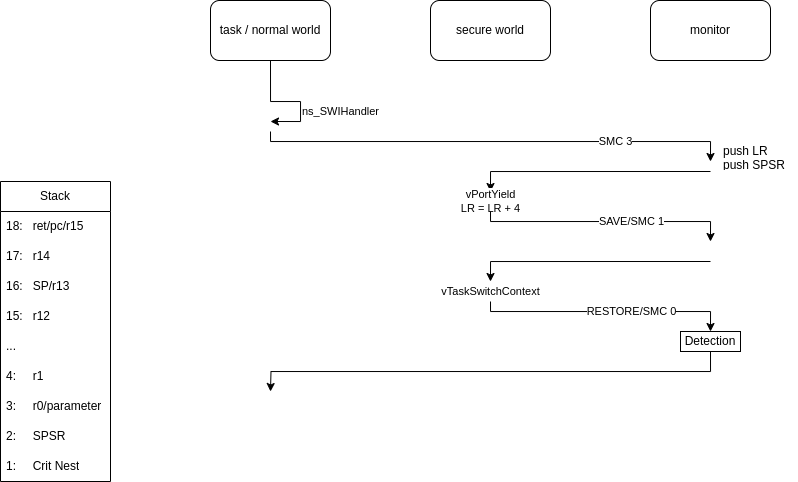 task / normal world
secure world
monitor
ns_SWIHandler
SMC 3
push LR
push SPSR
vPortYield
LR = LR + 4
SAVE/SMC 1
vTaskSwitchContext
RESTORE/SMC 0
Detection
Stack
18: ret/pc/r15
17: r14
16: SP/r13
15: r12
...
4: r1
3: r0/parameter
2: SPSR
1: Crit Nest